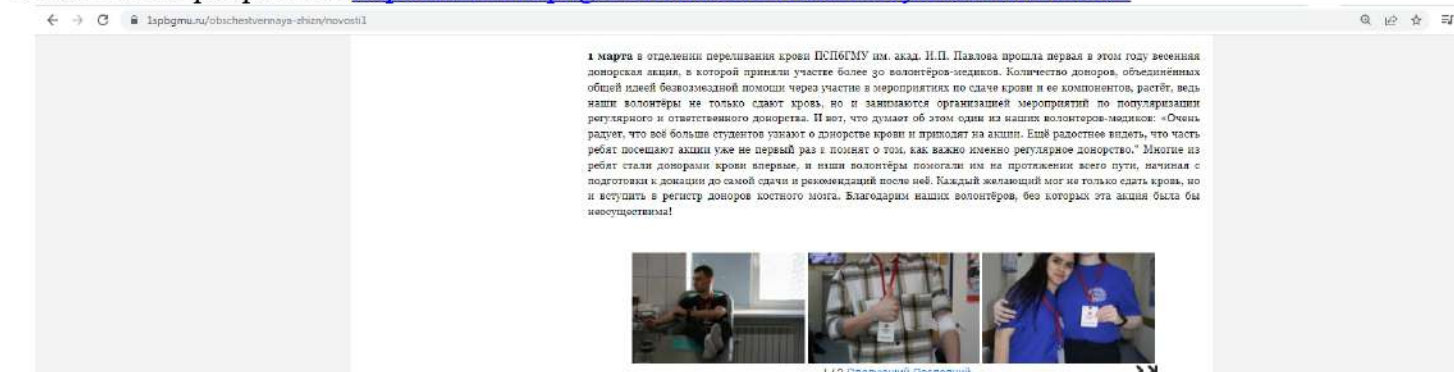 1spbgmu.ru/obschestvennaya-zhizn/novosti1
1 марта в отделении переливания крови ПСПбГМУ им. акад. И.П. Павлова прошла первая в этом году весенняя
донорская акция, в которой приняли участве более 30 волонтёров-медиков. Количество доноров, объединённых
общей идеей безвозмездной помощи через участие в мероприятиях по сдаче крови и ее компонентов, растёт, ведь
наши волонтёры не только сдают кровь, но и занимаются организацией мероприятий по популяризации
регулярного и ответственного донорства. И вот, что думает об этом один из наших волонтеров-медиков: «Очень
радует, что всё больше студентов узнают о донорстве крови и приходят на акции. Ещё радостнее видеть, что часть
ребят посещают акции уже не первый раз и помнят о том, как важно именно регулярное донорство." Многие из
ребят стали донорами крови впервые, и наши волонтёры помогали им на протяжении всего пути, начиная с
подготовки к донации до самой сдачи и рекомендаций после неё. Каждый желающий мог не только сдать кровь, но
и вступить в регистр доноров костного мозга. Благодарим наших волонтёров, без которых эта акция была бы
неосуществима!
Следующий Последний